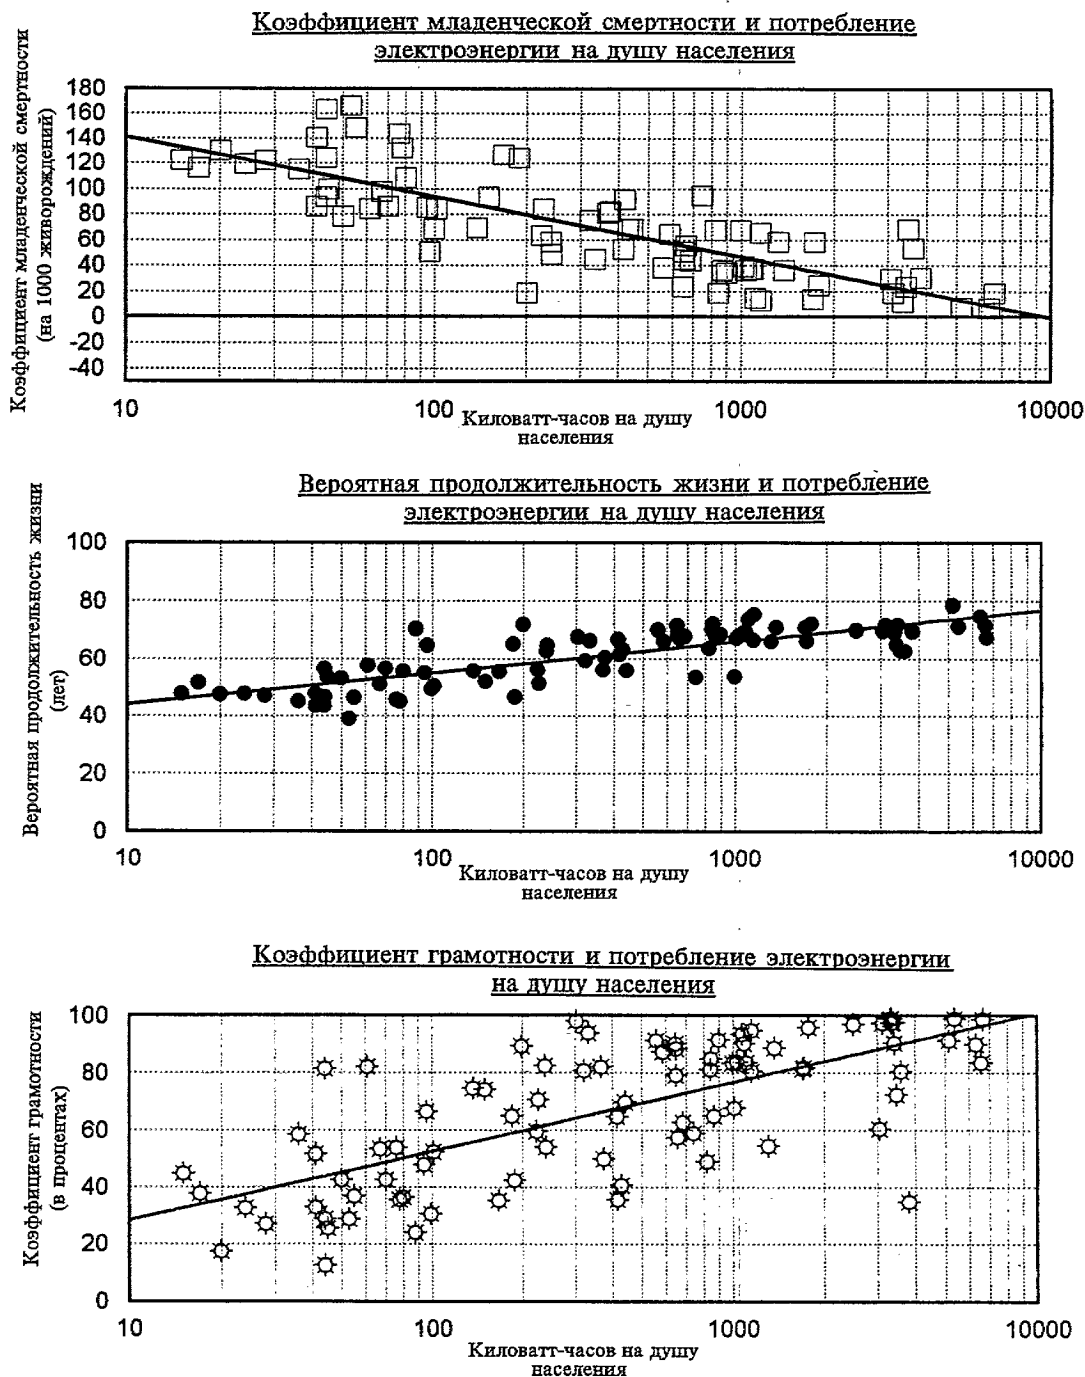 Коэффициент младенческой смертности и потребление
электроэнергии на душу населения
Коэффициент младенческой смертности
(на 1000 живорождений)
180
160
140
120
100
80
60
40
20
0
-20
-40
10
100
1000
10000
Киловатт-часов на душу
населения
Вероятная продолжительность жизни и потребление
электроэнергии на душу населения
Вероятная продолжительность жизни
(лет)
100
80
60
40
20
0
10
100
1000
10000
Киловатт-часов на душу
населения
Коэффициент грамотности и потребление электроэнергии
на душу населения
Коэффициент грамотности
(в процентах)
100
80
60
40
20
0
10
100
1000
10000
Киловатт-часов на душу
населения